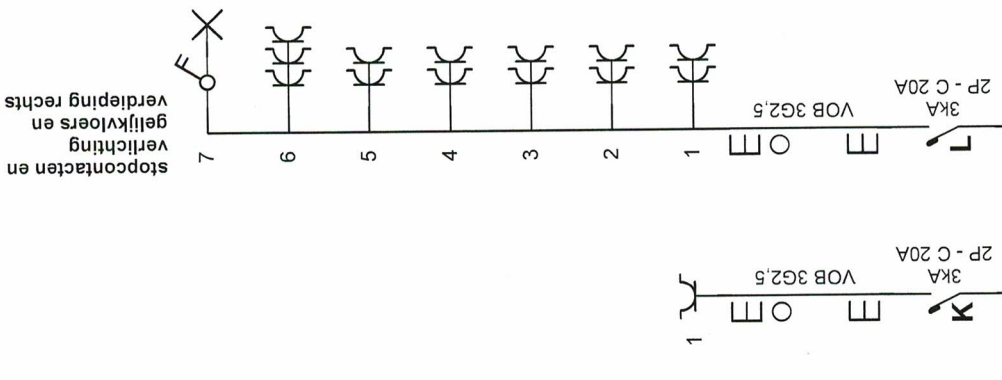 K
3kA
2P - C 20A
VOB 3G2,5
1
L
3kA
2P - C 20A
VOB 3G2,5
1
2
3
4
5
6
7
stopcontacten en
verlichting
gelijkvloers en
verdieping rechts